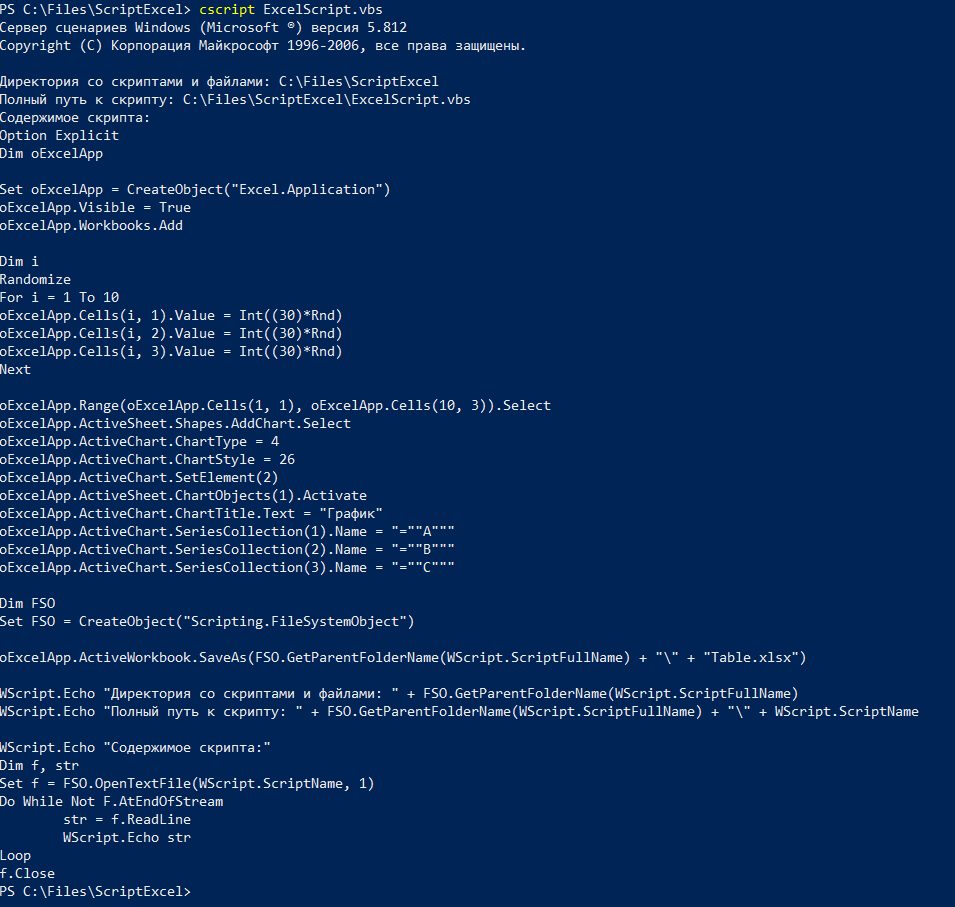 PS C:\Files\ScriptExcel> cscript ExcelScript.vbs
Сервер сценариев Windows (Microsoft ®) версия 5.812
Copyright (C) Корпорация Майкрософт 1996-2006, все права защищены.

Директория со скриптами и файлами: C:\Files\ScriptExcel
Полный путь к скрипту: C:\Files\ScriptExcel\ExcelScript.vbs
Содержимое скрипта:
Option Explicit
Dim oExcelApp

Set oExcelApp = CreateObject("Excel.Application")
oExcelApp.Visible = True
oExcelApp.Workbooks.Add

Dim i
Randomize
For i = 1 To 10
oExcelApp.Cells(i, 1).Value = Int((30)*Rnd)
oExcelApp.Cells(i, 2).Value = Int((30)*Rnd)
oExcelApp.Cells(i, 3).Value = Int((30)*Rnd)
Next

oExcelApp.Range(oExcelApp.Cells(1, 1), oExcelApp.Cells(10, 3)).Select
oExcelApp.ActiveSheet.Shapes.AddChart.Select
oExcelApp.ActiveChart.ChartType = 4
oExcelApp.ActiveChart.ChartStyle = 26
oExcelApp.ActiveChart.SetElement(2)
oExcelApp.ActiveSheet.ChartObjects(1).Activate
oExcelApp.ActiveChart.ChartTitle.Text = "График"
oExcelApp.ActiveChart.SeriesCollection(1).Name = "=""A"""
oExcelApp.ActiveChart.SeriesCollection(2).Name = "=""B"""
oExcelApp.ActiveChart.SeriesCollection(3).Name = "=""C"""

Dim FSO
Set FSO = CreateObject("Scripting.FileSystemObject")

oExcelApp.ActiveWorkbook.SaveAs(FSO.GetParentFolderName(WScript.ScriptFullName) + "\" + "Table.xlsx")

WScript.Echo "Директория со скриптами и файлами: " + FSO.GetParentFolderName(WScript.ScriptFullName)
WScript.Echo "Полный путь к скрипту: " + FSO.GetParentFolderName(WScript.ScriptFullName) + "\" + WScript.ScriptName

WScript.Echo "Содержимое скрипта:"
Dim f, str
Set f = FSO.OpenTextFile(WScript.ScriptName, 1)
Do While Not F.AtEndOfStream
        str = f.ReadLine
        WScript.Echo str
Loop
f.Close
PS C:\Files\ScriptExcel>